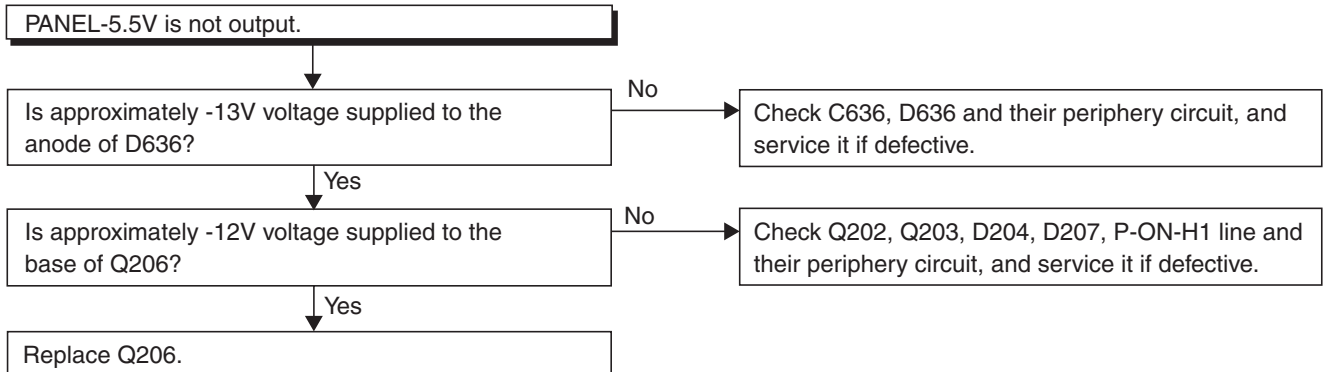 PANEL-5.5V is not output.
Is approximately -13V voltage supplied to the
anode of D636?
No
Check C636, D636 and their periphery circuit, and
service it if defective.
Yes
Is approximately -12V voltage supplied to the
base of Q206?
No
Check Q202, Q203, D204, D207, P-ON-H1 line and
their periphery circuit, and service it if defective.
Yes
Replace Q206.